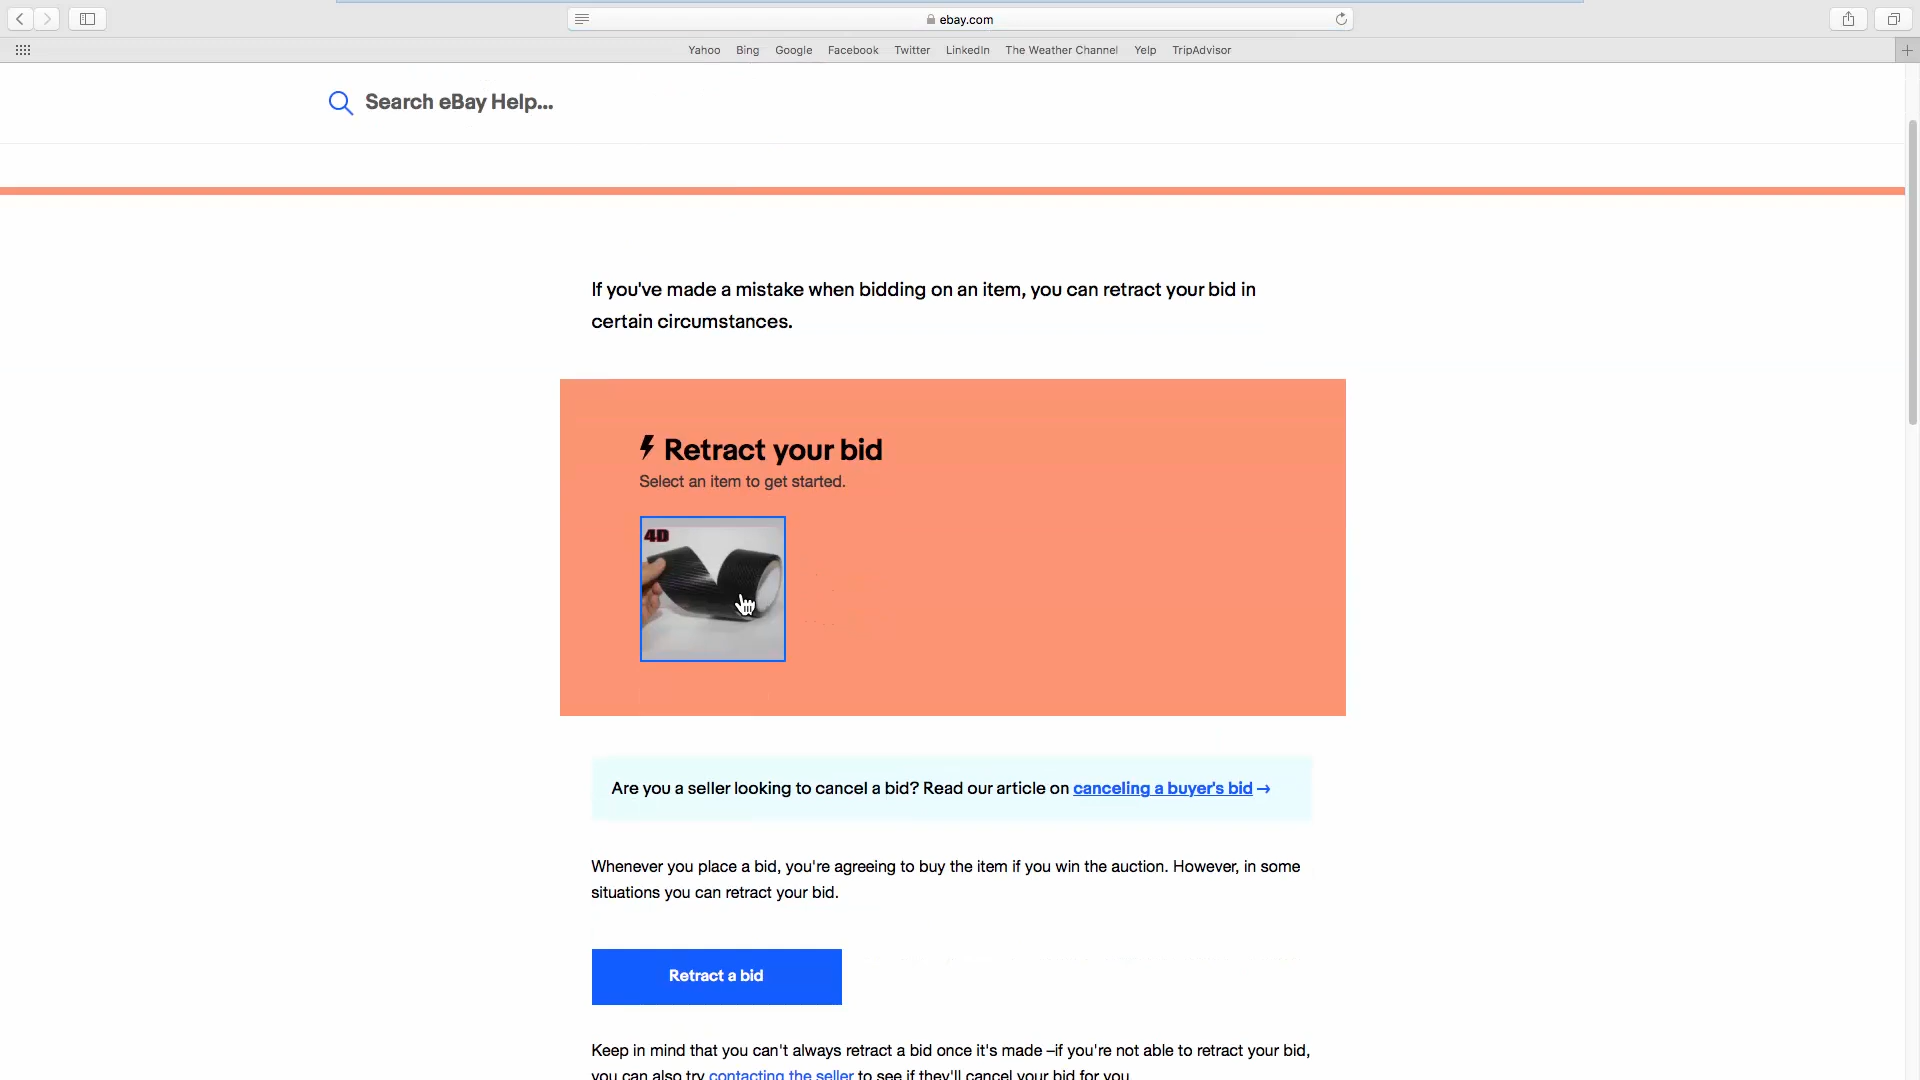 ebay.com
Yahoo Bing Google Facebook Twitter LinkedIn The Weather Channel Yelp TripAdvisor
Search eBay Help...
If you've made a mistake when bidding on an item, you can retract your bid in
certain circumstances.
Retract your bid
Select an item to get started.
4D
Are you a seller looking to cancel a bid? Read our article on canceling a buyer's bid →
Whenever you place a bid, you're agreeing to buy the item if you win the auction. However, in some
situations you can retract your bid.
Retract a bid
Keep in mind that you can't always retract a bid once it's made –if you're not able to retract your bid,
you can also try contacting the seller to see if they'll cancel your bid for you.